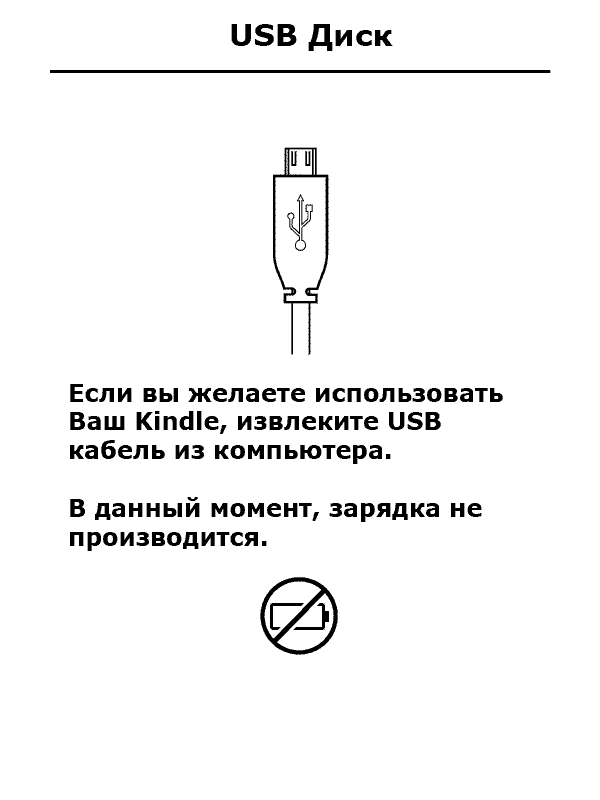 USB Диск
Если вы желаете использовать
Ваш Kindle, извлеките USB
кабель из компьютера.
В данный момент, зарядка не
производится.